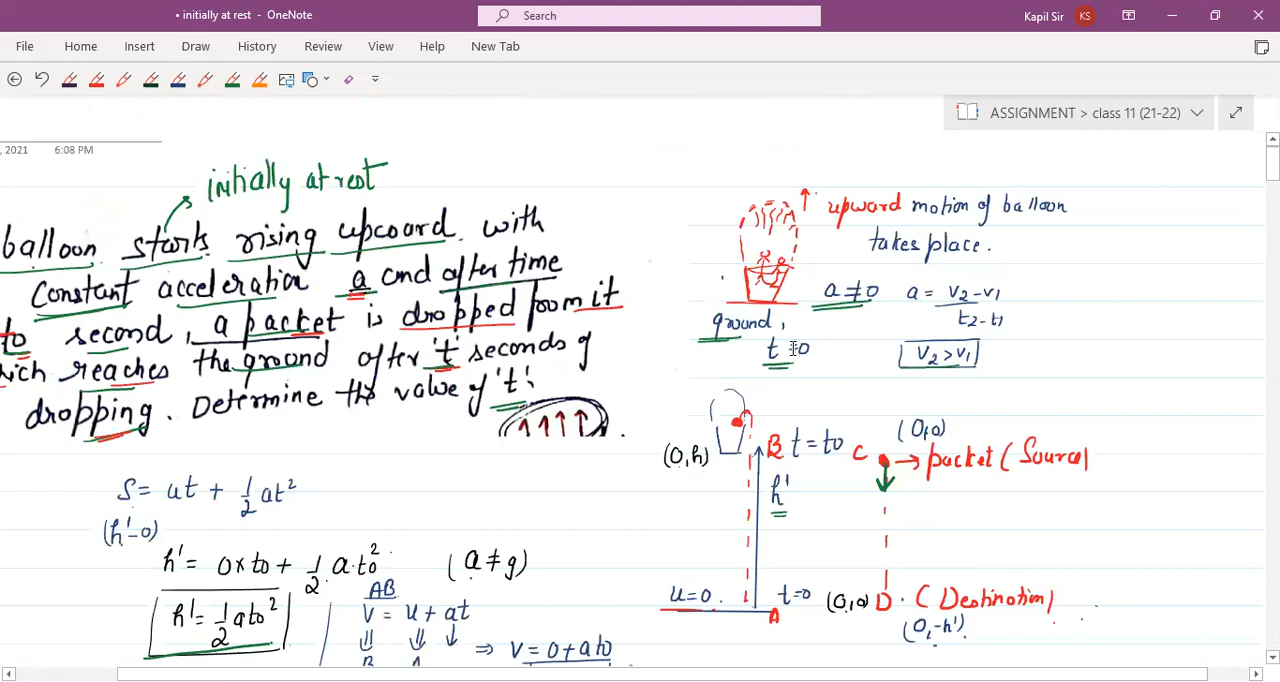 initially at rest - OneNote
Search
Kapil Sir
KS
File Home Insert Draw History Review View Help New Tab
ASSIGNMENT > class 11 (21-22)
, 2021 6:08 PM
initially at rest
balloon starts rising upward with
Constant acceleration a and after time
to second, a packet is dropped from it
which reaches the ground after 't' seconds of
dropping. Determine the value of 't'.
S = ut + 1/2 at²
(h'-0)
h' = 0×to + 1/2 a·to² (a ≠ g)
h' = 1/2 ato²
AB
V = u + at
B A
⇒ V = 0 + ato
upward motion of balloon
takes place.
a ≠ 0 a = V2-V1
t2-t1
ground,
t = 0
V2 > V1
(0,h) B t = to
h'
u=0. t=0
A
C (0,0)
→ packet (Source)
(0,0) D. (Destination)
(0,-h').